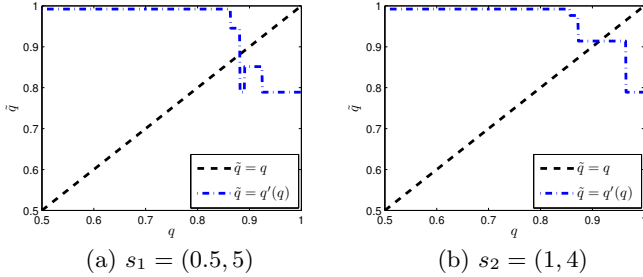 1
0.9
0.8
0.7
0.6
0.5
q̃
0.5 0.6 0.7 0.8 0.9 1
q
q̃ = q
q̃ = q′(q)
(a) s₁ = (0.5, 5)
1
0.9
0.8
0.7
0.6
0.5
q̃
0.5 0.6 0.7 0.8 0.9 1
q
q̃ = q
q̃ = q′(q)
(b) s₂ = (1, 4)